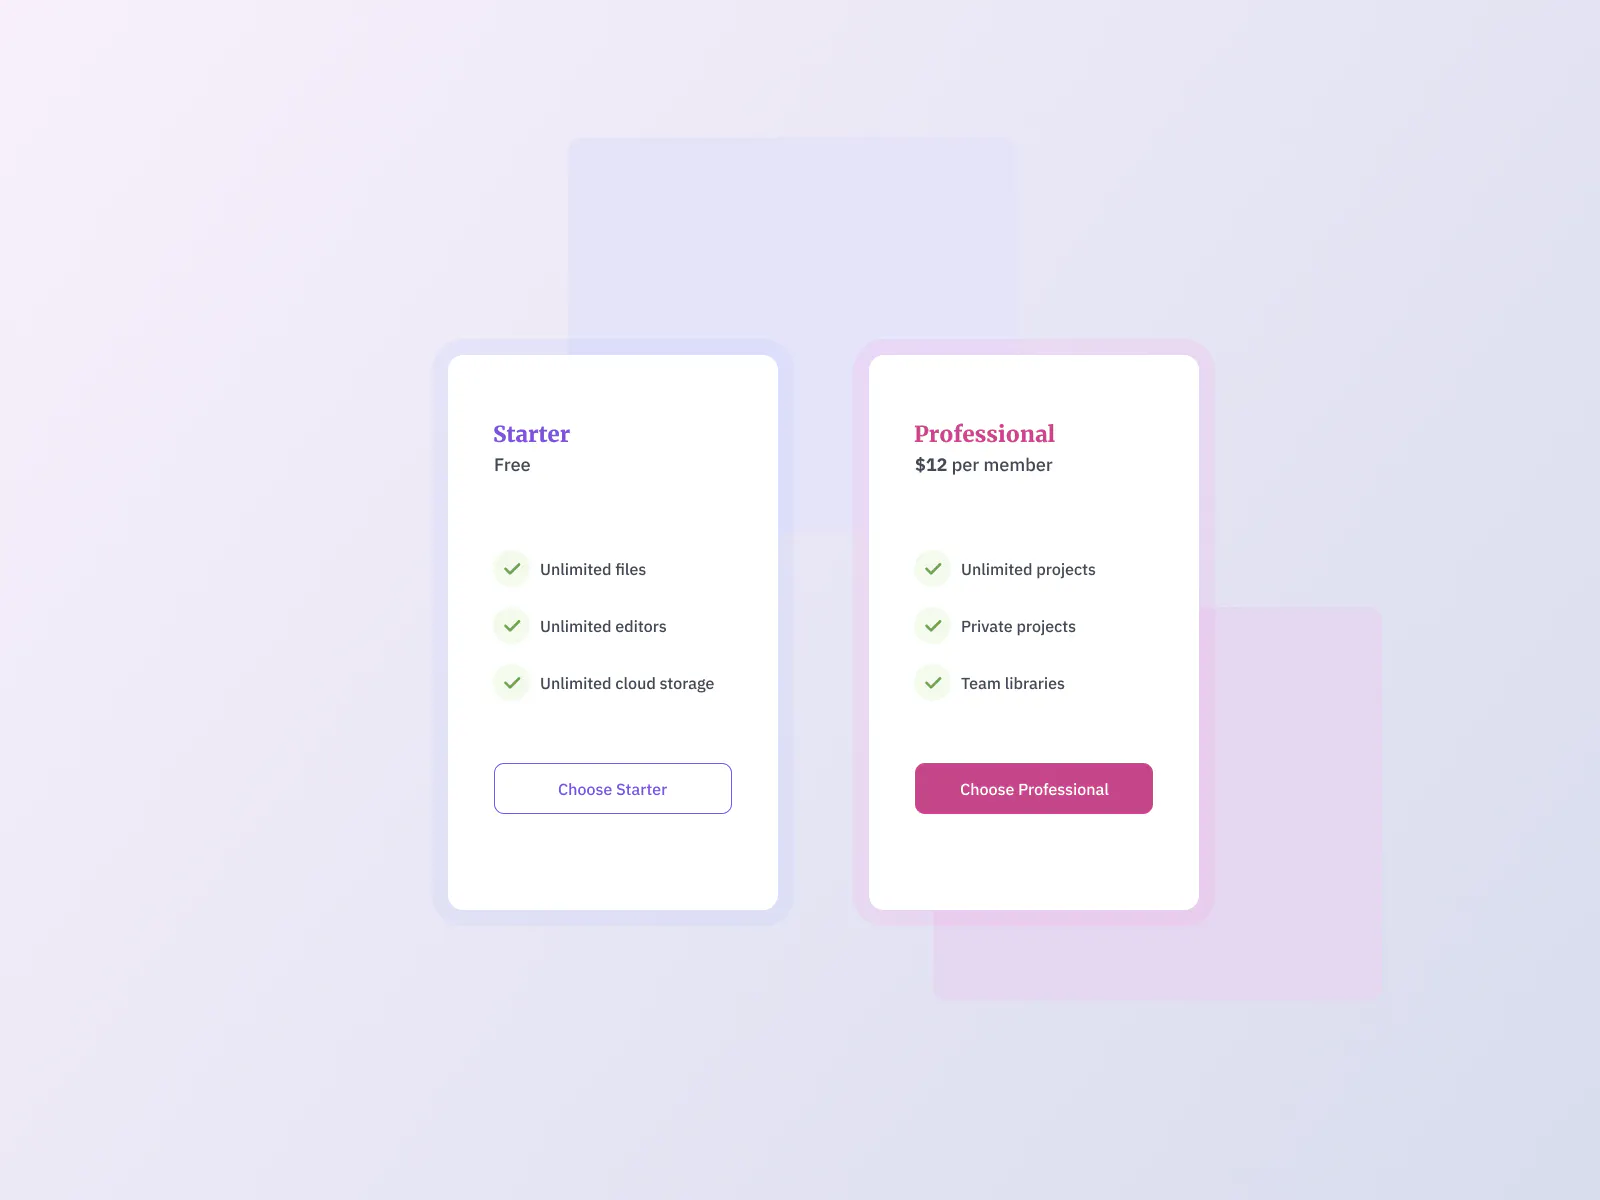 Starter
Free
Unlimited files
Unlimited editors
Unlimited cloud storage
Choose Starter
Professional
$12 per member
Unlimited projects
Private projects
Team libraries
Choose Professional